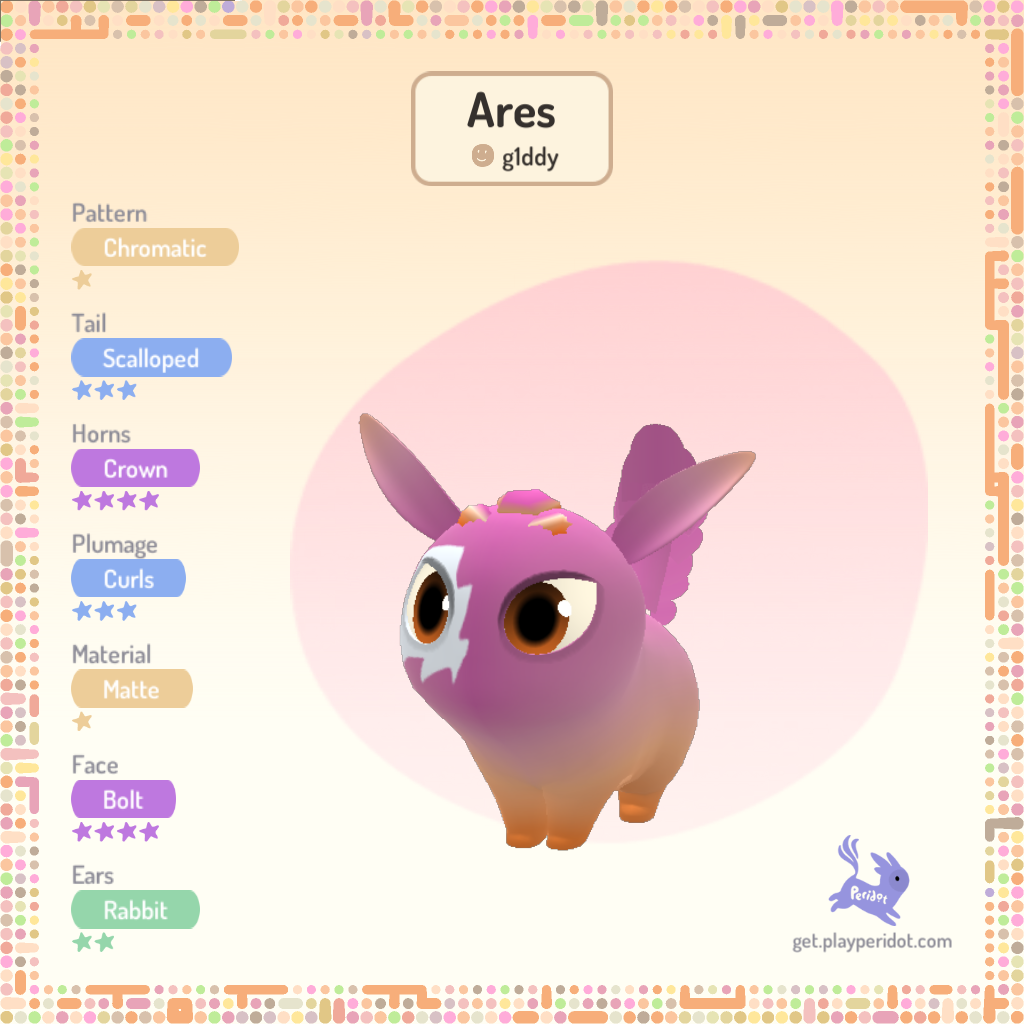 Ares
g1ddy
Pattern
Chromatic
Tail
Scalloped
Horns
Crown
Plumage
Curls
Material
Matte
Face
Bolt
Ears
Rabbit
Peridot
get.playperidot.com